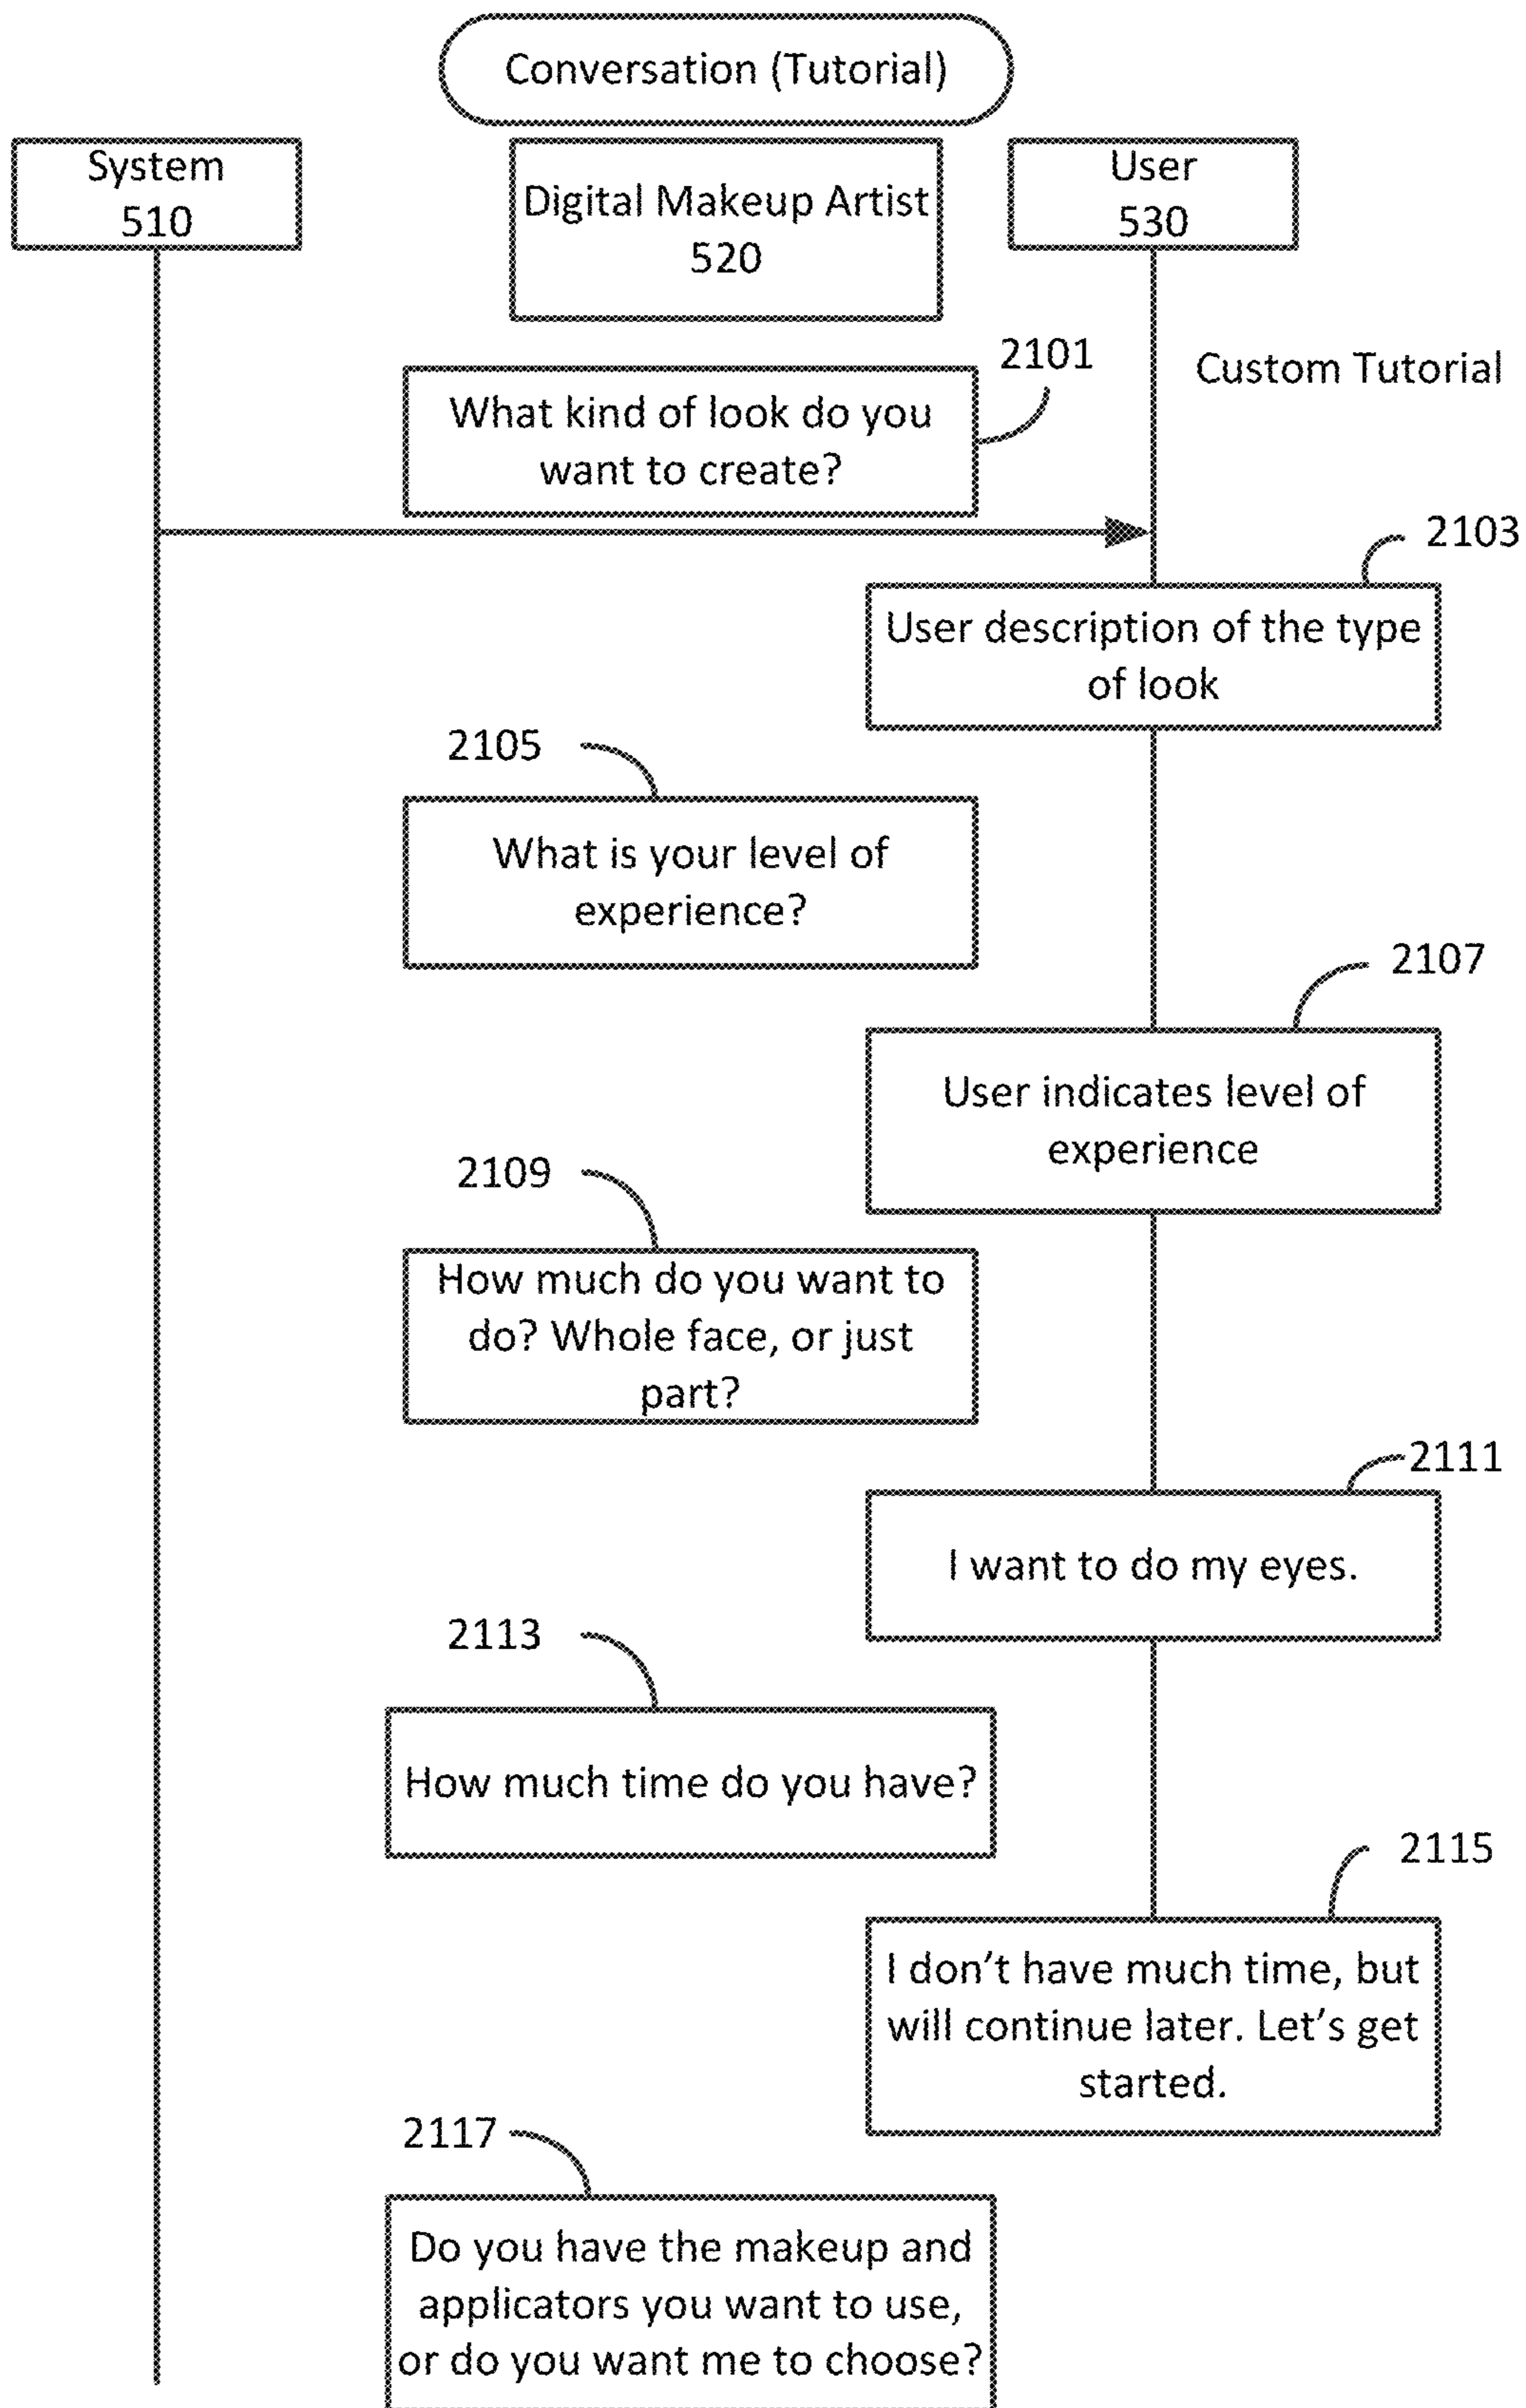 Conversation (Tutorial)
System
510
Digital Makeup Artist
520
User
530
2101
Custom Tutorial
What kind of look do you
want to create?
2103
User description of the type
of look
2105
What is your level of
experience?
2107
User indicates level of
experience
2109
How much do you want to
do? Whole face, or just
part?
2111
I want to do my eyes.
2113
How much time do you have?
2115
I don't have much time, but
will continue later. Let's get
started.
2117
Do you have the makeup and
applicators you want to use,
or do you want me to choose?